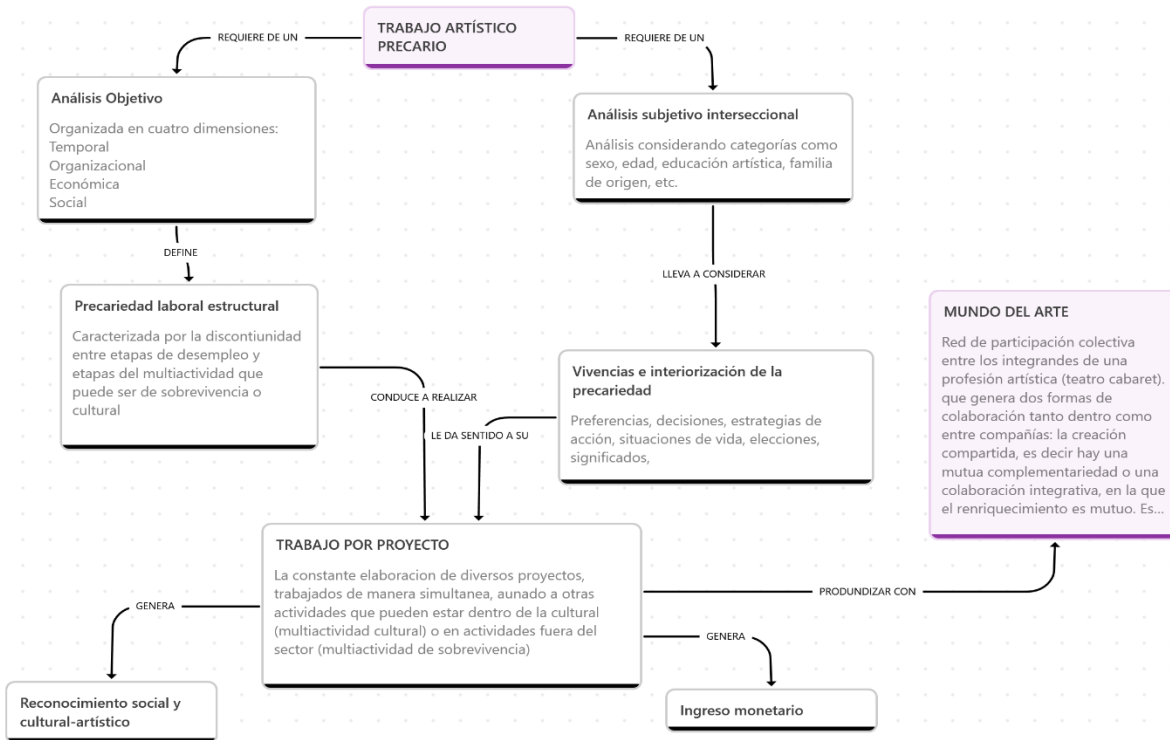 TRABAJO ARTÍSTICO
PRECARIO
REQUIERE DE UN
REQUIERE DE UN
Análisis Objetivo
Organizada en cuatro dimensiones:
Temporal
Organizacional
Económica
Social
Análisis subjetivo interseccional
Análisis considerando categorías como
sexo, edad, educación artística, familia
de origen, etc.
DEFINE
LLEVA A CONSIDERAR
Precariedad laboral estructural
Caracterizada por la discontiunidad
entre etapas de desempleo y
etapas del multiactividad que
puede ser de sobrevivencia o
cultural
MUNDO DEL ARTE
Red de participación colectiva
entre los integrandes de una
profesión artística (teatro cabaret).
que genera dos formas de
colaboración tanto dentro como
entre compañías: la creación
compartida, es decir hay una
mutua complementariedad o una
colaboración integrativa, en la que
el renriquecimiento es mutuo. Es...
Vivencias e interiorización de la
precariedad
Preferencias, decisiones, estrategias de
acción, situaciones de vida, elecciones,
significados,
CONDUCE A REALIZAR
LE DA SENTIDO A SU
TRABAJO POR PROYECTO
La constante elaboracion de diversos proyectos,
trabajados de manera simultanea, aunado a otras
actividades que pueden estar dentro de la cultural
(multiactividad cultural) o en actividades fuera del
sector (multiactividad de sobrevivencia)
PRODUNDIZAR CON
GENERA
GENERA
Reconocimiento social y
cultural-artístico
Ingreso monetario